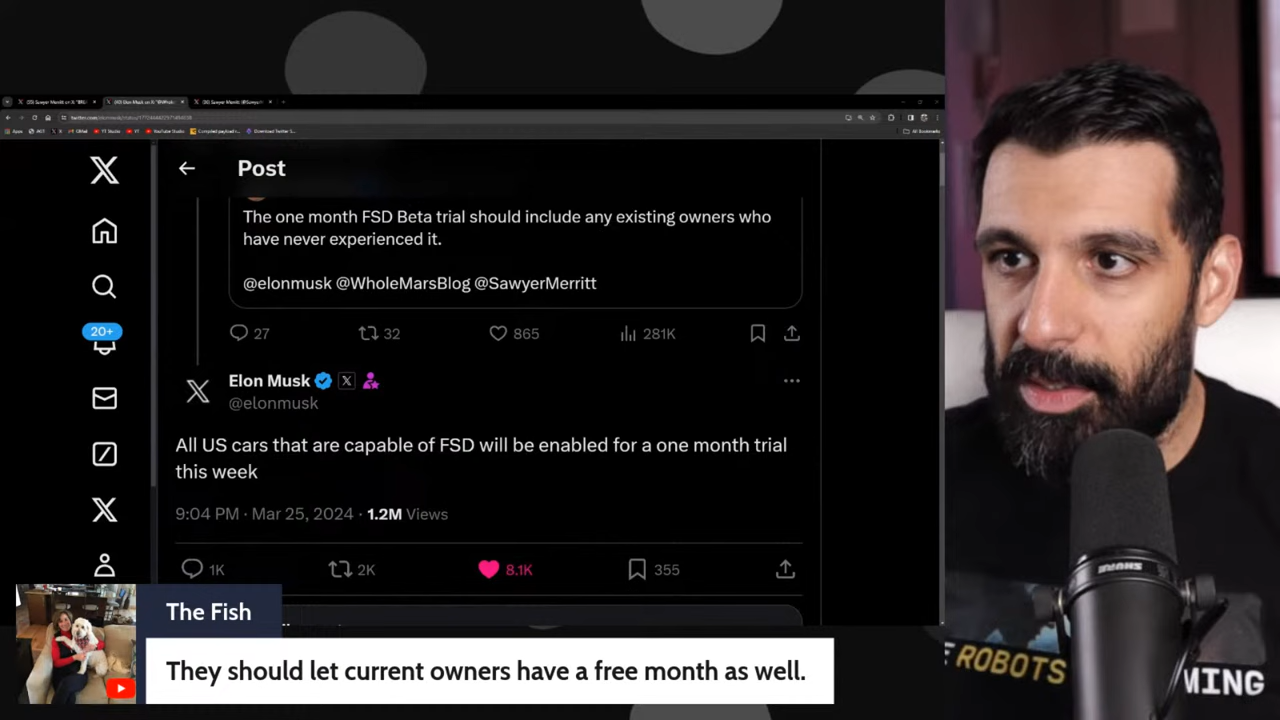 Post
The one month FSD Beta trial should include any existing owners who
have never experienced it.
@elonmusk @WholeMarsBlog @SawyerMerritt
27 32 865 281K
20+
Elon Musk
@elonmusk
All US cars that are capable of FSD will be enabled for a one month trial
this week
9:04 PM · Mar 25, 2024 · 1.2M Views
1K 2K 8.1K 355
The Fish
They should let current owners have a free month as well.
SHURE
ROBOTS
MING